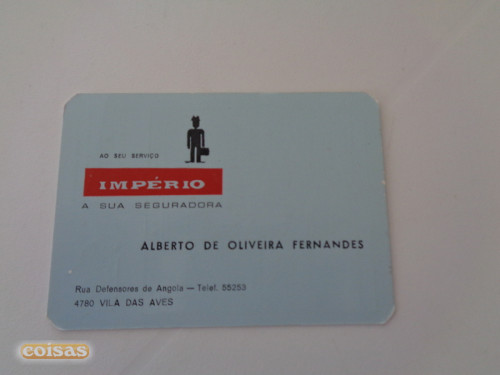 AO SEU SERVIÇO
IMPÉRIO
A SUA SEGURADORA
ALBERTO DE OLIVEIRA FERNANDES
Rua Defensores de Angola — Telef. 55253
4780 VILA DAS AVES
coisas